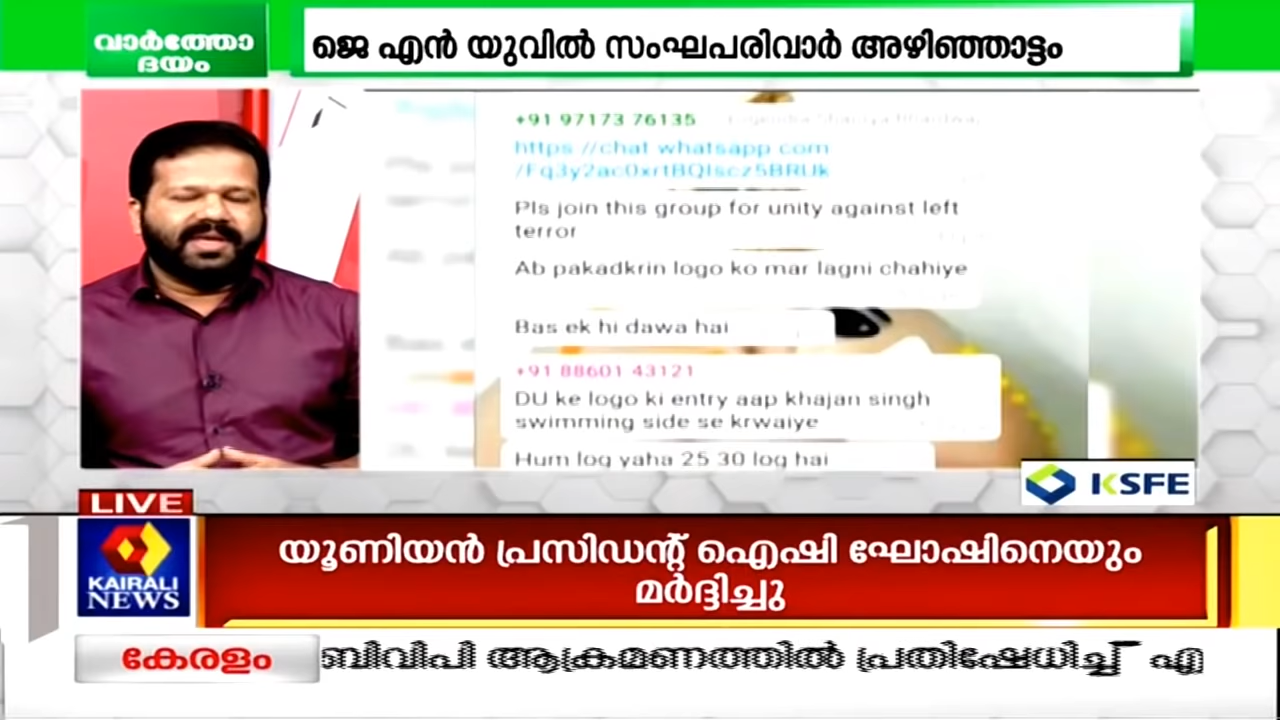 വാർത്തോ
ദയം
ജെ എൻ യുവിൽ സംഘപരിവാർ അഴിഞ്ഞാട്ടം
+91 97173 76135
https //chat whatsapp com
/Fq3y2ac0xrtBQIscz5BRUk
Pls join this group for unity against left
terror
Ab pakadkrin logo ko mar lagni chahiye
Bas ek hi dawa hai
+91 88601 43121
DU ke logo ki entry aap khajan singh
swimming side se krwaiye
Hum log yaha 25 30 log hai
KSFE
LIVE
KAIRALI
NEWS
യൂണിയൻ പ്രസിഡന്റ് ഐഷി ഘോഷിനെയും
മർദ്ദിച്ചു
കേരളം
ബിവിപി ആക്രമണത്തിൽ പ്രതിഷേധിച്ച് എ